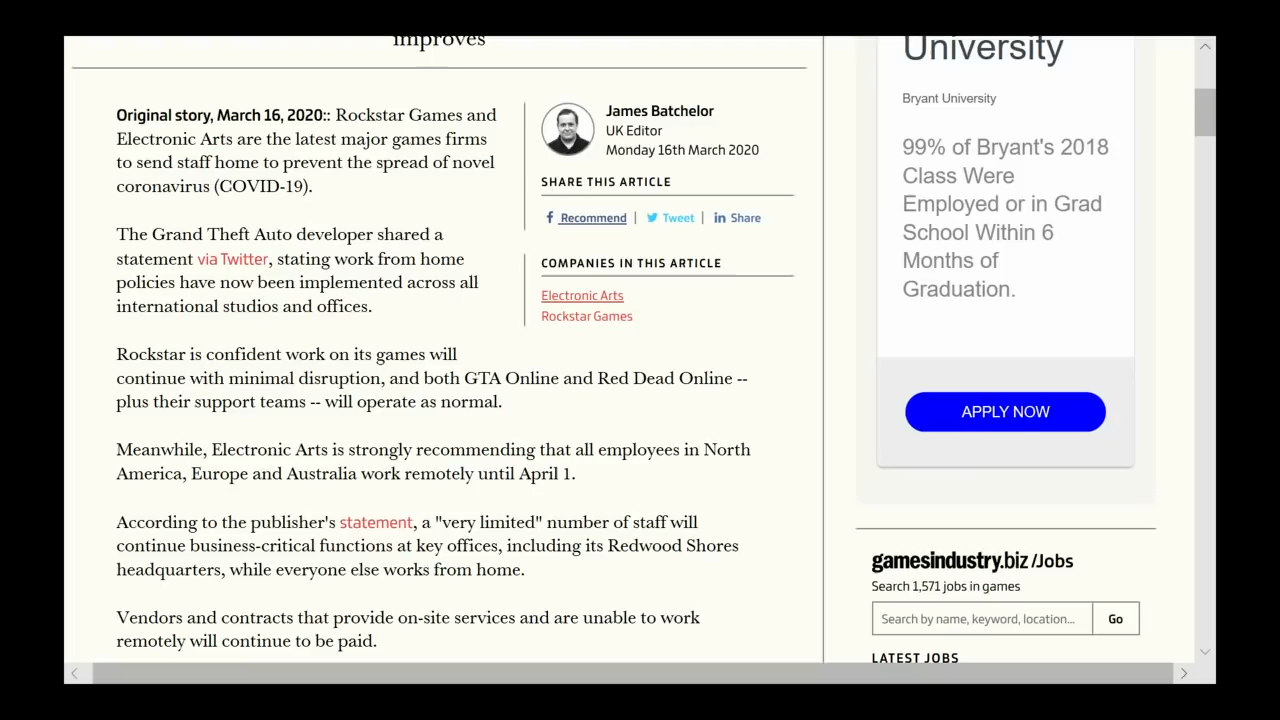 improves
Original story, March 16, 2020:: Rockstar Games and
Electronic Arts are the latest major games firms
to send staff home to prevent the spread of novel
coronavirus (COVID-19).
The Grand Theft Auto developer shared a
statement via Twitter, stating work from home
policies have now been implemented across all
international studios and offices.
Rockstar is confident work on its games will
continue with minimal disruption, and both GTA Online and Red Dead Online --
plus their support teams -- will operate as normal.
Meanwhile, Electronic Arts is strongly recommending that all employees in North
America, Europe and Australia work remotely until April 1.
According to the publisher's statement, a "very limited" number of staff will
continue business-critical functions at key offices, including its Redwood Shores
headquarters, while everyone else works from home.
Vendors and contracts that provide on-site services and are unable to work
remotely will continue to be paid.
James Batchelor
UK Editor
Monday 16th March 2020
SHARE THIS ARTICLE
f Recommend | Tweet | in Share
COMPANIES IN THIS ARTICLE
Electronic Arts
Rockstar Games
University
Bryant University
99% of Bryant's 2018
Class Were
Employed or in Grad
School Within 6
Months of
Graduation.
APPLY NOW
gamesindustry.biz /Jobs
Search 1,571 jobs in games
Search by name, keyword, location... Go
LATEST JOBS